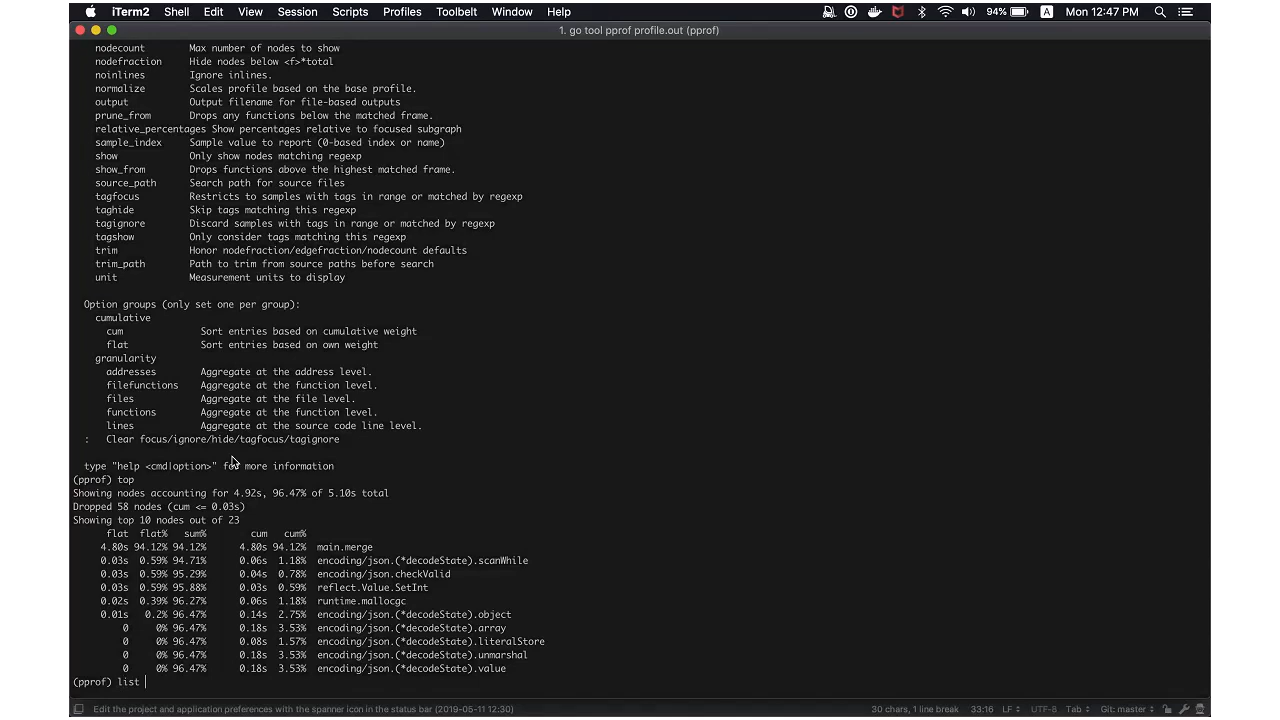 iTerm2 Shell Edit View Session Scripts Profiles Toolbelt Window Help 94% A Mon 12:47 PM
1. go tool pprof profile.out (pprof)
nodecount Max number of nodes to show
nodefraction Hide nodes below <f>*total
noinlines Ignore inlines.
normalize Scales profile based on the base profile.
output Output filename for file-based outputs
prune_from Drops any functions below the matched frame.
relative_percentages Show percentages relative to focused subgraph
sample_index Sample value to report (0-based index or name)
show Only show nodes matching regexp
show_from Drops functions above the highest matched frame.
source_path Search path for source files
tagfocus Restricts to samples with tags in range or matched by regexp
taghide Skip tags matching this regexp
tagignore Discard samples with tags in range or matched by regexp
tagshow Only consider tags matching this regexp
trim Honor nodefraction/edgefraction/nodecount defaults
trim_path Path to trim from source paths before search
unit Measurement units to display
Option groups (only set one per group):
cumulative
cum Sort entries based on cumulative weight
flat Sort entries based on own weight
granularity
addresses Aggregate at the address level.
filefunctions Aggregate at the function level.
files Aggregate at the file level.
functions Aggregate at the function level.
lines Aggregate at the source code line level.
: Clear focus/ignore/hide/tagfocus/tagignore
type "help <cmd|option>" for more information
(pprof) top
Showing nodes accounting for 4.92s, 96.47% of 5.10s total
Dropped 58 nodes (cum <= 0.03s)
Showing top 10 nodes out of 23
flat flat% sum% cum cum%
4.80s 94.12% 94.12% 4.80s 94.12% main.merge
0.03s 0.59% 94.71% 0.06s 1.18% encoding/json.(*decodeState).scanWhile
0.03s 0.59% 95.29% 0.04s 0.78% encoding/json.checkValid
0.03s 0.59% 95.88% 0.03s 0.59% reflect.Value.SetInt
0.02s 0.39% 96.27% 0.06s 1.18% runtime.mallocgc
0.01s 0.2% 96.47% 0.14s 2.75% encoding/json.(*decodeState).object
0 0% 96.47% 0.18s 3.53% encoding/json.(*decodeState).array
0 0% 96.47% 0.08s 1.57% encoding/json.(*decodeState).literalStore
0 0% 96.47% 0.18s 3.53% encoding/json.(*decodeState).unmarshal
0 0% 96.47% 0.18s 3.53% encoding/json.(*decodeState).value
(pprof) list
Edit the project and application preferences with the spanner icon in the status bar (2019-05-11 12:30) 30 chars, 1 line break 33:16 LF UTF-8 Tab Git: master